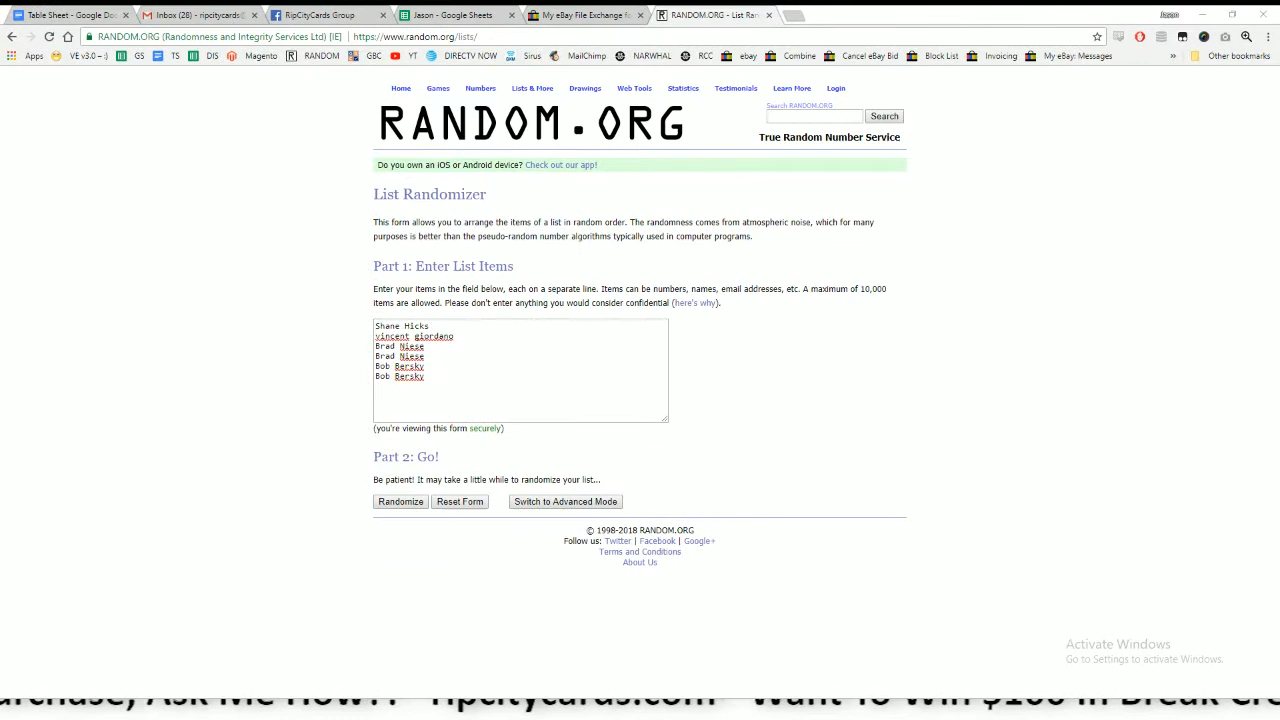 Table Sheet - Google Do
Inbox (28) - ripcitycards@
RipCityCards Group
Jason - Google Sheets
My eBay File Exchange fo
RANDOM.ORG - List Ran
Jason
RANDOM.ORG (Randomness and Integrity Services Ltd) [IE]
https://www.random.org/lists/
Apps
VE v3.0 -- :)
GS
TS
DIS
Magento
RANDOM
GBC
YT
DIRECTV NOW
Sirus
MailChimp
NARWHAL
RCC
ebay
Combine
Cancel eBay Bid
Block List
Invoicing
My eBay: Messages
»
Other bookmarks
Home
Games
Numbers
Lists & More
Drawings
Web Tools
Statistics
Testimonials
Learn More
Login
RANDOM.ORG
Search RANDOM.ORG
Search
True Random Number Service
Do you own an iOS or Android device? Check out our app!
List Randomizer
This form allows you to arrange the items of a list in random order. The randomness comes from atmospheric noise, which for many
purposes is better than the pseudo-random number algorithms typically used in computer programs.
Part 1: Enter List Items
Enter your items in the field below, each on a separate line. Items can be numbers, names, email addresses, etc. A maximum of 10,000
items are allowed. Please don't enter anything you would consider confidential (here's why).
Shane Hicks
vincent giordano
Brad Niese
Brad Niese
Bob Bersky
Bob Bersky
(you're viewing this form securely)
Part 2: Go!
Be patient! It may take a little while to randomize your list...
Randomize
Reset Form
Switch to Advanced Mode
© 1998-2018 RANDOM.ORG
Follow us: Twitter | Facebook | Google+
Terms and Conditions
About Us
Activate Windows
Go to Settings to activate Windows.
urchase, Ask Me How?? ripcitycards.com Want To Win $100 in Break Cre